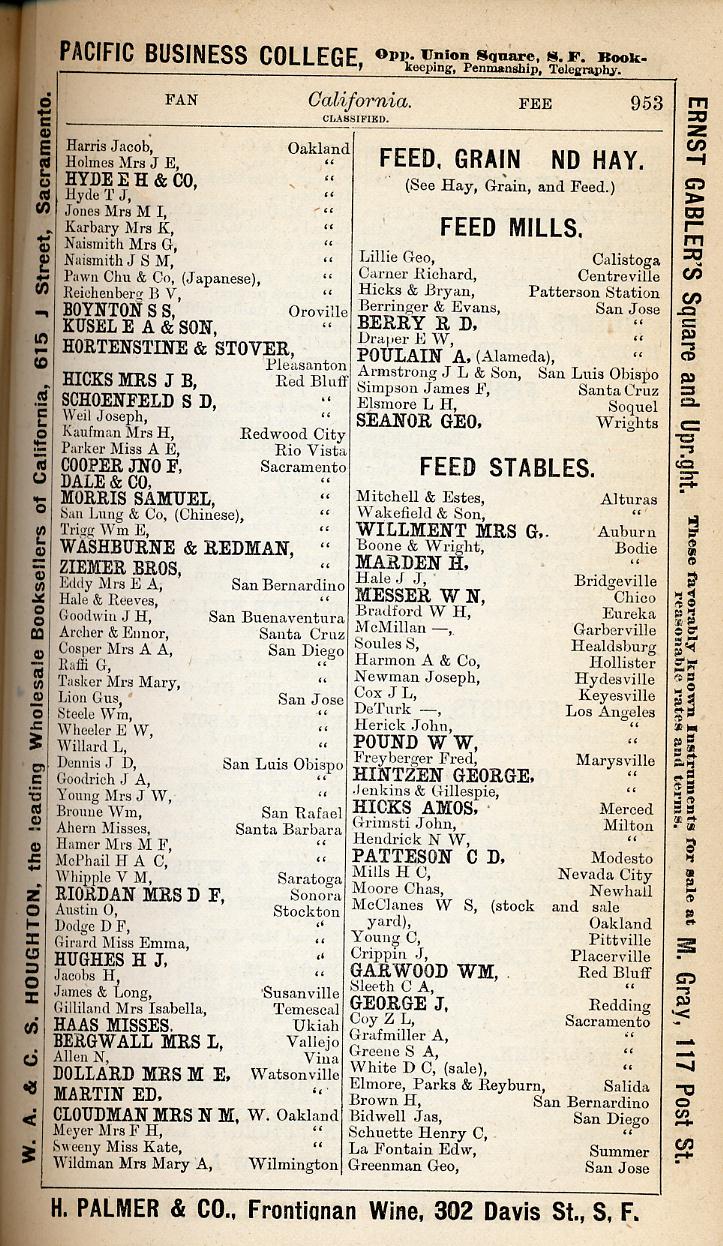 PACIFIC BUSINESS COLLEGE, Opp. Union Square, S. F. Book-
keeping, Penmanship, Telegraphy.
FAN California. FEE 953
CLASSIFIED.
Harris Jacob, Oakland
Holmes Mrs J E, “
HYDE E H & CO, “
Hyde T J, “
Jones Mrs M I, “
Karbary Mrs K, “
Naismith Mrs G, “
Naismith J S M, “
Pawn Chu & Co, (Japanese), “
Reichenberg B V, “
BOYNTON S S, Oroville
KUSEL E A & SON, “
HORTENSTINE & STOVER,
Pleasanton
HICKS MRS J B, Red Bluff
SCHOENFELD S D, “
Weil Joseph, “
Kaufman Mrs H, Redwood City
Parker Miss A E, Rio Vista
COOPER JNO F, Sacramento
DALE & CO, “
MORRIS SAMUEL, “
San Lung & Co, (Chinese), “
Trigg Wm E, “
WASHBURNE & REDMAN, “
ZIEMER BROS, “
Eddy Mrs E A, San Bernardino
Hale & Reeves, “
Goodwin J H, San Buenaventura
Archer & Ennor, Santa Cruz
Cosper Mrs A A, San Diego
Raffi G, “
Tasker Mrs Mary, “
Lion Gus, San Jose
Steele Wm, “
Wheeler E W, “
Willard L, “
Dennis J D, San Luis Obispo
Goodrich J A, “
Young Mrs J W, “
Broune Wm, San Rafael
Ahern Misses, Santa Barbara
Hamer Mrs M F, “
McPhail H A C, “
Whipple V M, Saratoga
RIORDAN MRS D F, Sonora
Austin O, Stockton
Dodge D F, “
Girard Miss Emma, “
HUGHES H J, “
Jacobs H, “
James & Long, Susanville
Gilliland Mrs Isabella, Temescal
HAAS MISSES, Ukiah
BERGWALL MRS L, Vallejo
Allen N, Vina
DOLLARD MRS M E, Watsonville
MARTIN ED, “
CLOUDMAN MRS N M, W. Oakland
Meyer Mrs F H, “
Sweeny Miss Kate, “
Wildman Mrs Mary A, Wilmington
FEED, GRAIN ND HAY.
(See Hay, Grain, and Feed.)
FEED MILLS.
Lillie Geo, Calistoga
Carner Richard, Centreville
Hicks & Bryan, Patterson Station
Berringer & Evans, San Jose
BERRY R D, “
Draper E W, “
POULAIN A, (Alameda), “
Armstrong J L & Son, San Luis Obispo
Simpson James F, Santa Cruz
Elsmore L H, Soquel
SEANOR GEO, Wrights
FEED STABLES.
Mitchell & Estes, Alturas
Wakefield & Son, “
WILLMENT MRS G, Auburn
Boone & Wright, Bodie
MARDEN H, “
Hale J J, Bridgeville
MESSER W N, Chico
Bradford W H, Eureka
McMillan —, Garberville
Soules S, Healdsburg
Harmon A & Co, Hollister
Newman Joseph, Hydesville
Cox J L, Keyesville
DeTurk —, Los Angeles
Herick John, “
POUND W W, “
Freyberger Fred, Marysville
HINTZEN GEORGE, “
Jenkins & Gillespie, “
HICKS AMOS, Merced
Grimsti John, Milton
Hendrick N W, “
PATTESON C D, Modesto
Mills H C, Nevada City
Moore Chas, Newhall
McClanes W S, (stock and sale
yard), Oakland
Young C, Pittville
Crippin J, Placerville
GARWOOD WM, Red Bluff
Sleeth C A, “
GEORGE J, Redding
Coy Z L, Sacramento
Grafmiller A, “
Greene S A, “
White D C, (sale), “
Elmore, Parks & Reyburn, Salida
Brown H, San Bernardino
Bidwell Jas, San Diego
Schuette Henry C, “
La Fontain Edw, Summer
Greenman Geo, San Jose
W. A. & C. S. HOUGHTON, the leading Wholesale Booksellers of California, 615 J Street, Sacramento.
ERNST GABLER'S Square and Upr.ght. These favorably known Instruments for sale at M. Gray, 117 Post St.
reasonable rates and terms.
H. PALMER & CO., Frontignan Wine, 302 Davis St., S. F.